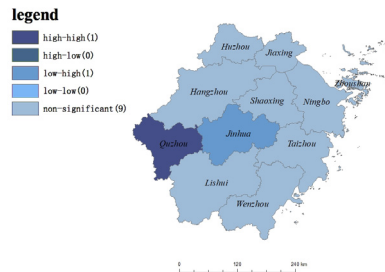 legend
high-high(1)
high-low(0)
low-high(1)
low-low(0)
non-significant(9)
Huzhou
Jiaxing
Hangzhou
Zhoushan
Shaoxing
Ningbo
Quzhou
Jinhua
Taizhou
Lishui
Wenzhou
0 120 240 km